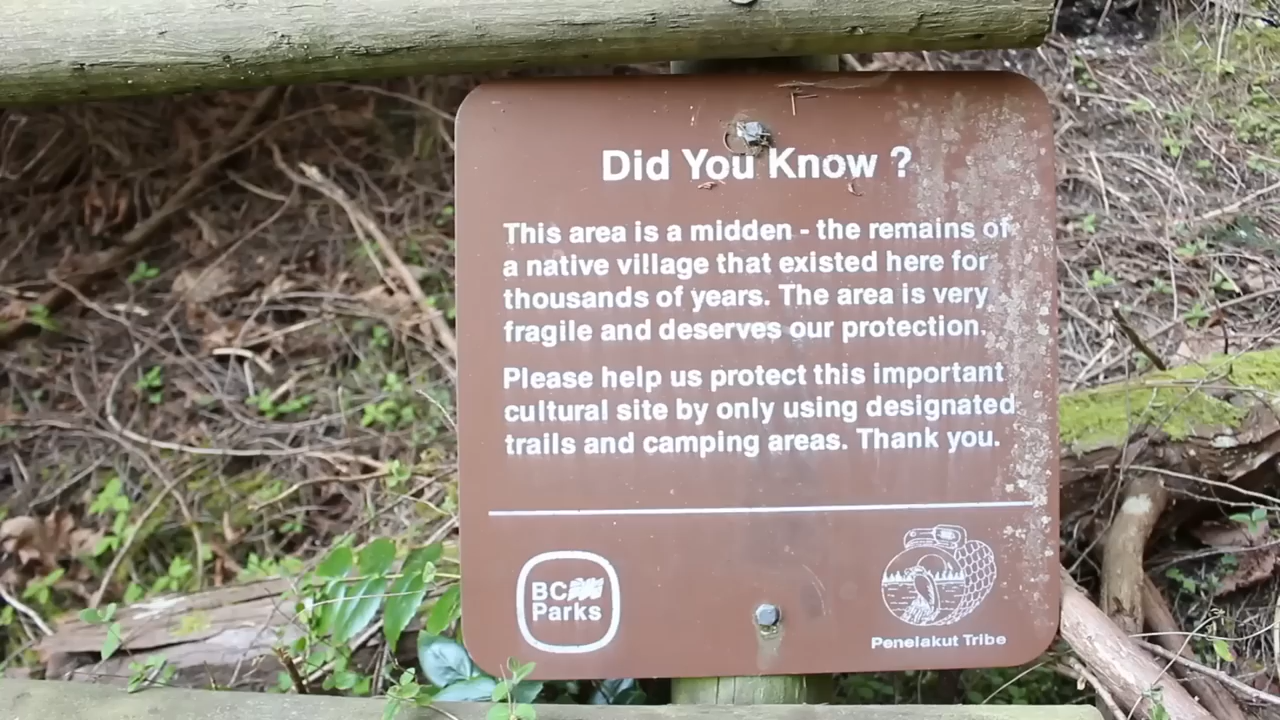 Did You Know ?
This area is a midden - the remains of
a native village that existed here for
thousands of years. The area is very
fragile and deserves our protection.
Please help us protect this important
cultural site by only using designated
trails and camping areas. Thank you.
BC
Parks
Penelakut Tribe